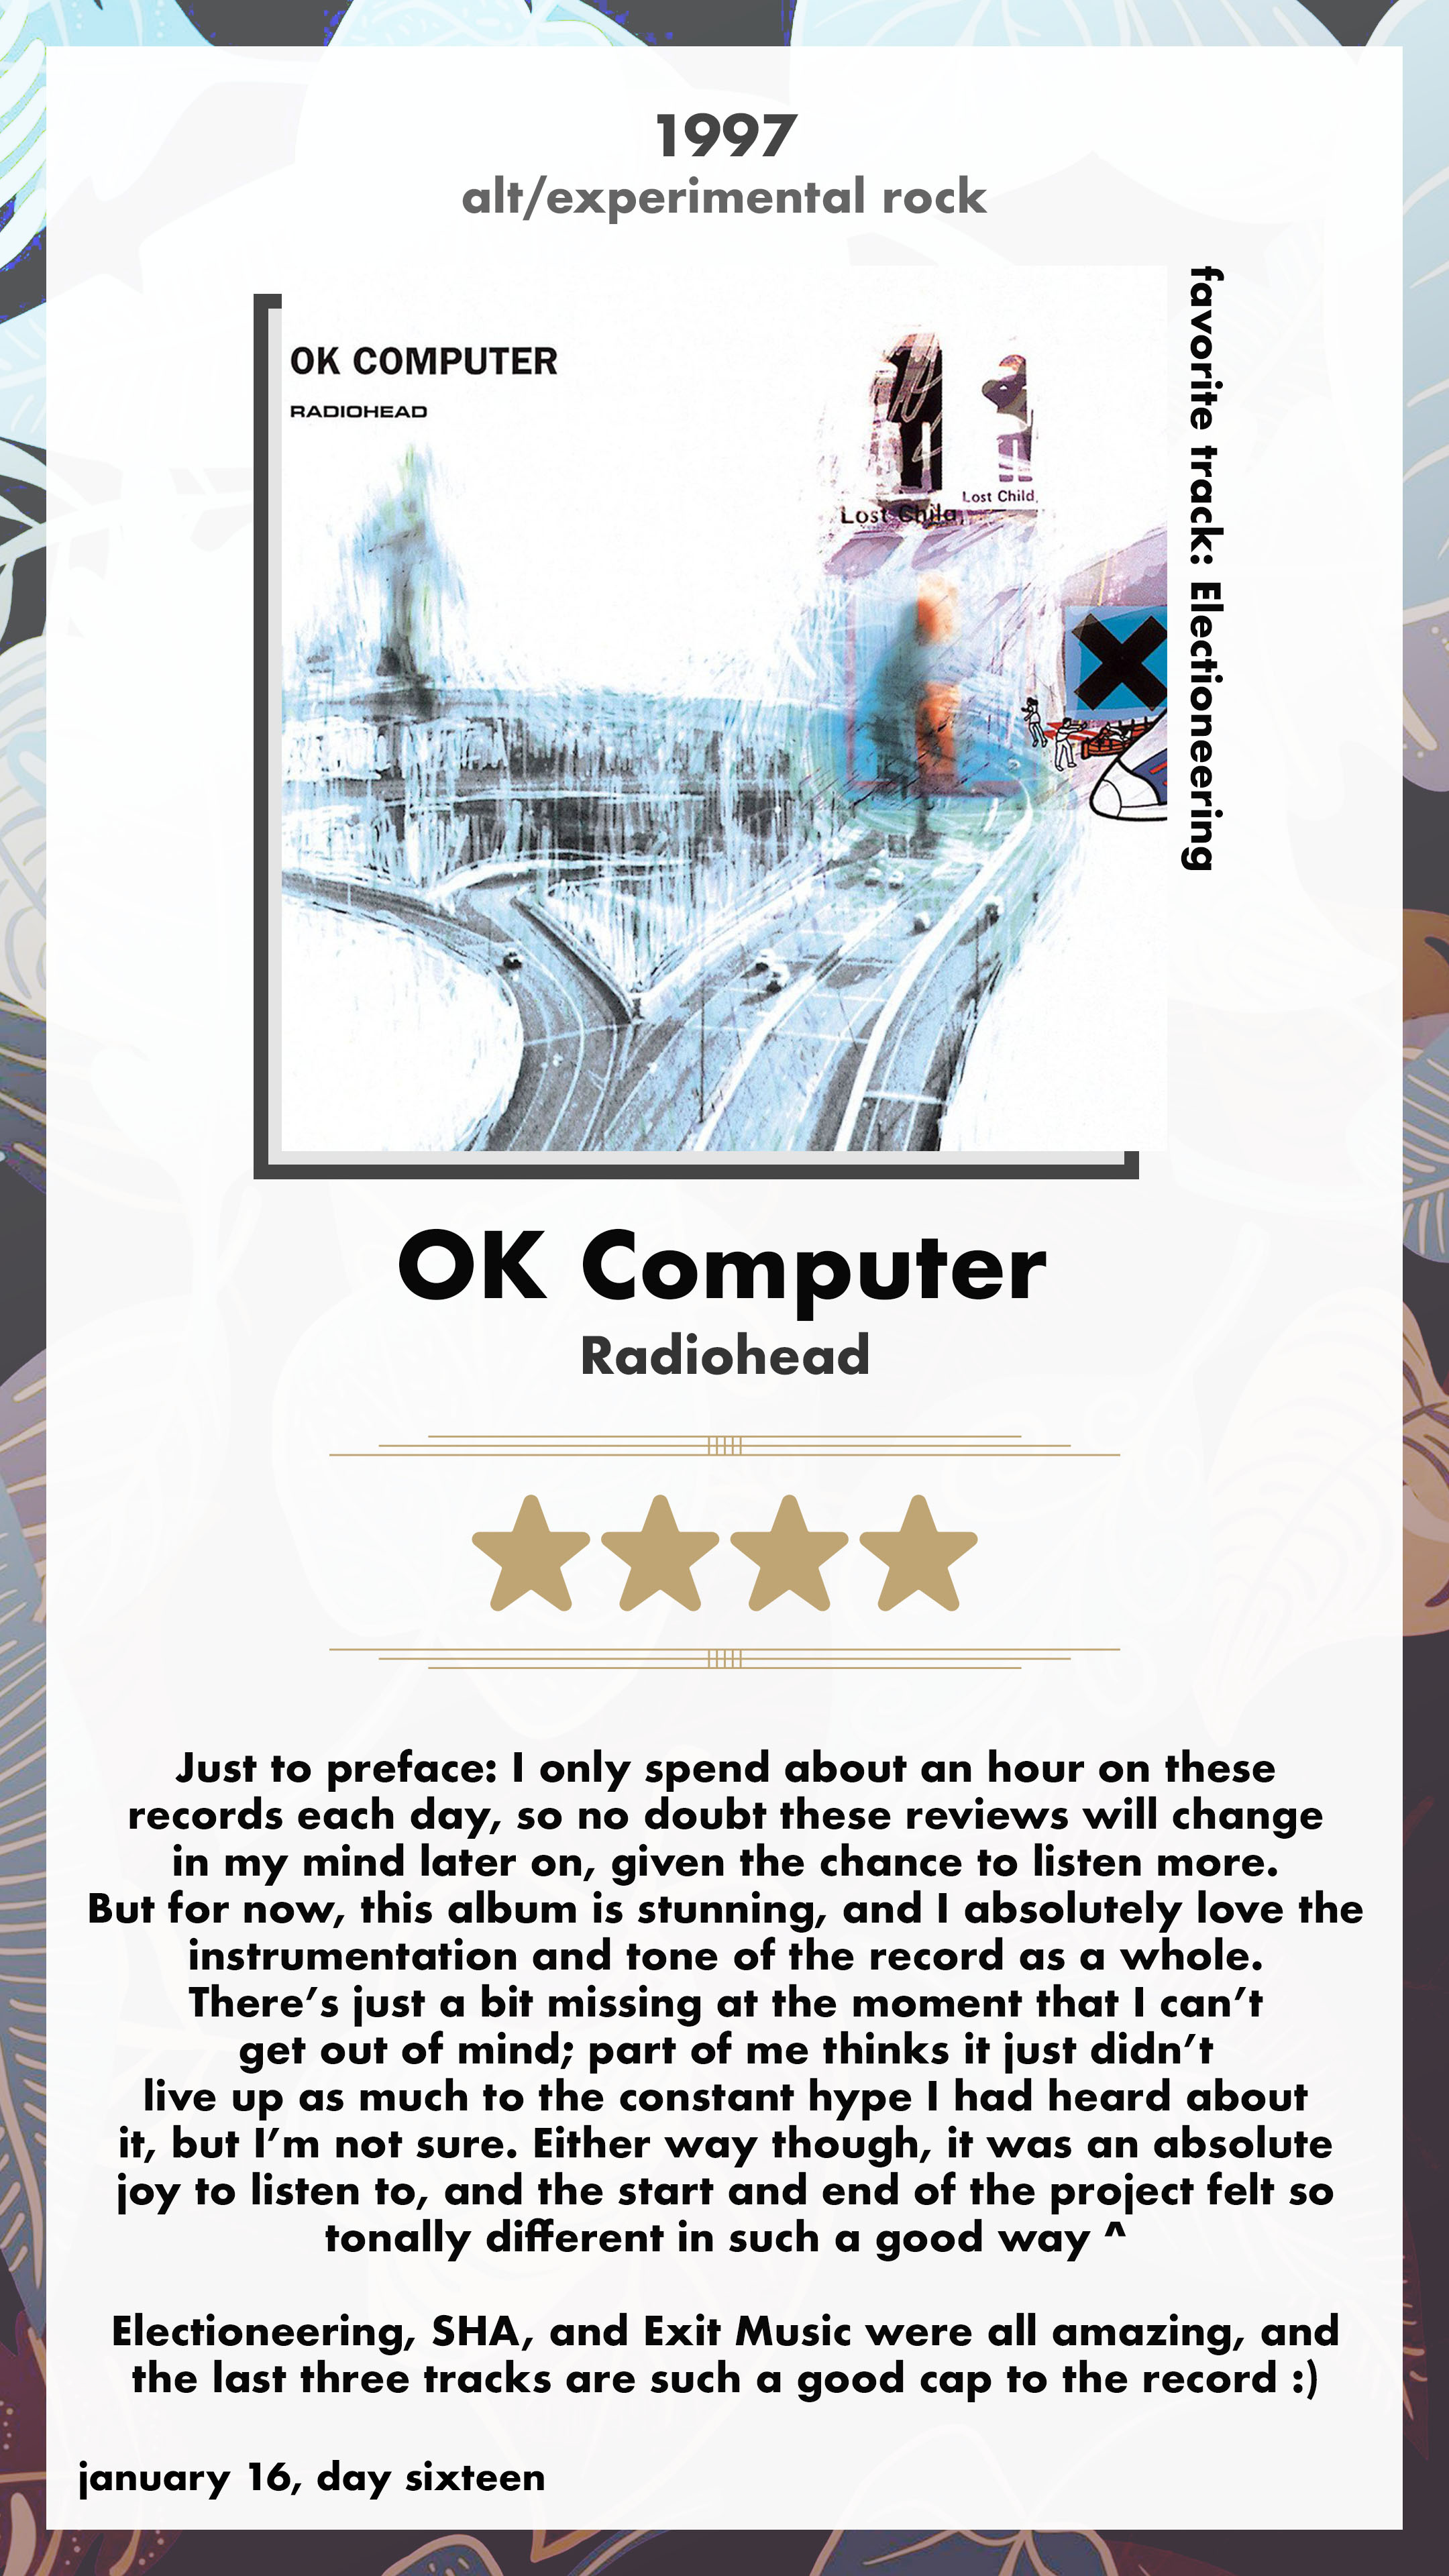 1997
alt/experimental rock
OK COMPUTER
RADIOHEAD
Lost Child
Lost Child
favorite track: Electioneering
OK Computer
Radiohead
Just to preface: I only spend about an hour on these
records each day, so no doubt these reviews will change
in my mind later on, given the chance to listen more.
But for now, this album is stunning, and I absolutely love the
instrumentation and tone of the record as a whole.
There’s just a bit missing at the moment that I can’t
get out of mind; part of me thinks it just didn’t
live up as much to the constant hype I had heard about
it, but I’m not sure. Either way though, it was an absolute
joy to listen to, and the start and end of the project felt so
tonally different in such a good way ^
Electioneering, SHA, and Exit Music were all amazing, and
the last three tracks are such a good cap to the record :)
january 16, day sixteen